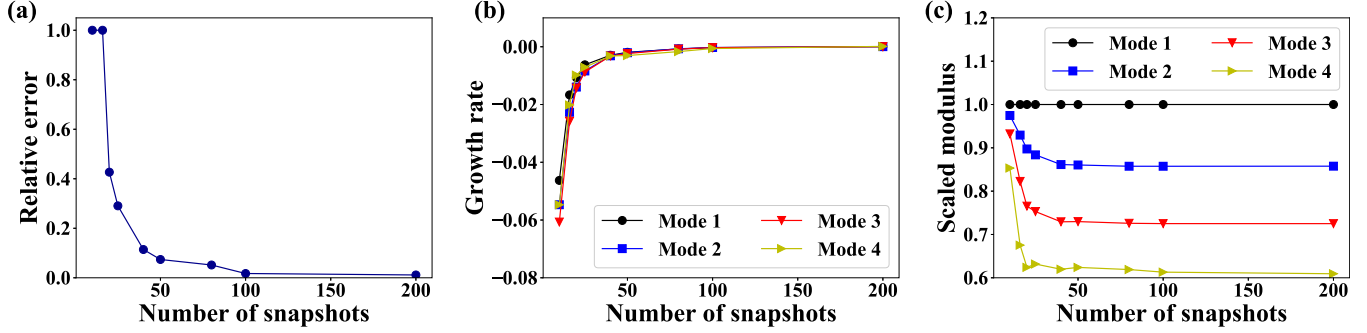 (a)
Relative error
1.0
0.8
0.6
0.4
0.2
0.0
50
100
150
200
Number of snapshots
(b)
Growth rate
0.00
−0.02
−0.04
−0.06
−0.08
Mode 1
Mode 2
Mode 3
Mode 4
50
100
150
200
Number of snapshots
(c)
Scaled modulus
1.2
1.1
1.0
0.9
0.8
0.7
0.6
Mode 1
Mode 2
Mode 3
Mode 4
50
100
150
200
Number of snapshots